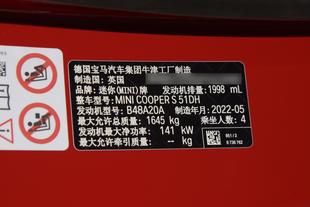 德国宝马汽车集团牛津工厂制造
制造国：英国
品牌：迷你(MINI)牌 发动机排量：1998 mL
整车型号：MINI COOPER S 51DH
发动机型号：B48A20A 制造年月：2022-05
最大允许总质量：1645 kg 乘坐人数：4
发动机最大净功率：141 kW
最大允许牵引质量：-- kg